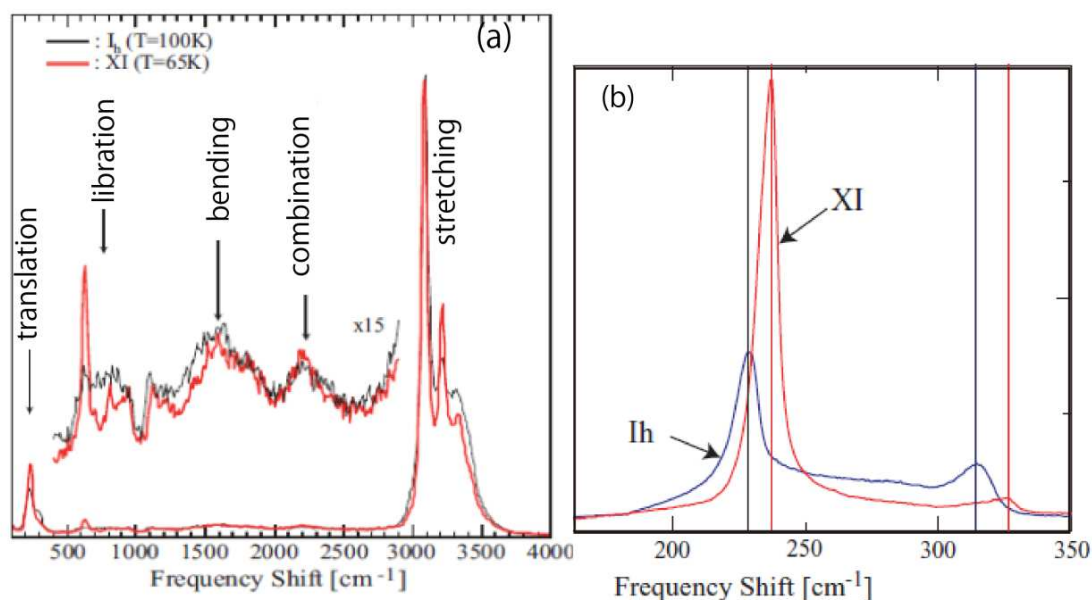 (a)
: Ih (T=100K)
: XI (T=65K)
translation
libration
bending
combination
stretching
x15
500 1000 1500 2000 2500 3000 3500 4000
Frequency Shift [cm -1]
(b)
XI
Ih
200 250 300 350
Frequency Shift [cm-1]